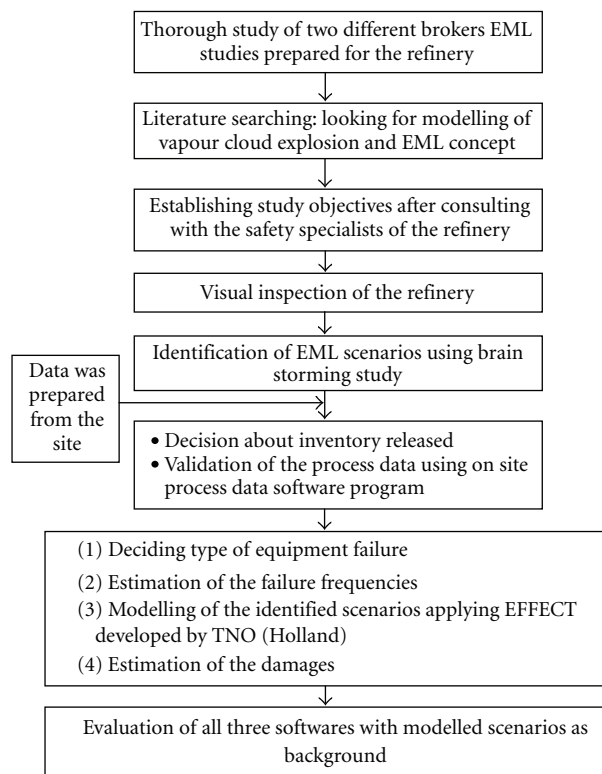 Thorough study of two different brokers EML
studies prepared for the refinery
Literature searching: looking for modelling of
vapour cloud explosion and EML concept
Establishing study objectives after consulting
with the safety specialists of the refinery
Visual inspection of the refinery
Identification of EML scenarios using brain
storming study
Data was
prepared
from the
site
• Decision about inventory released
• Validation of the process data using on site
process data software program
(1) Deciding type of equipment failure
(2) Estimation of the failure frequencies
(3) Modelling of the identified scenarios applying EFFECT
developed by TNO (Holland)
(4) Estimation of the damages
Evaluation of all three softwares with modelled scenarios as
background